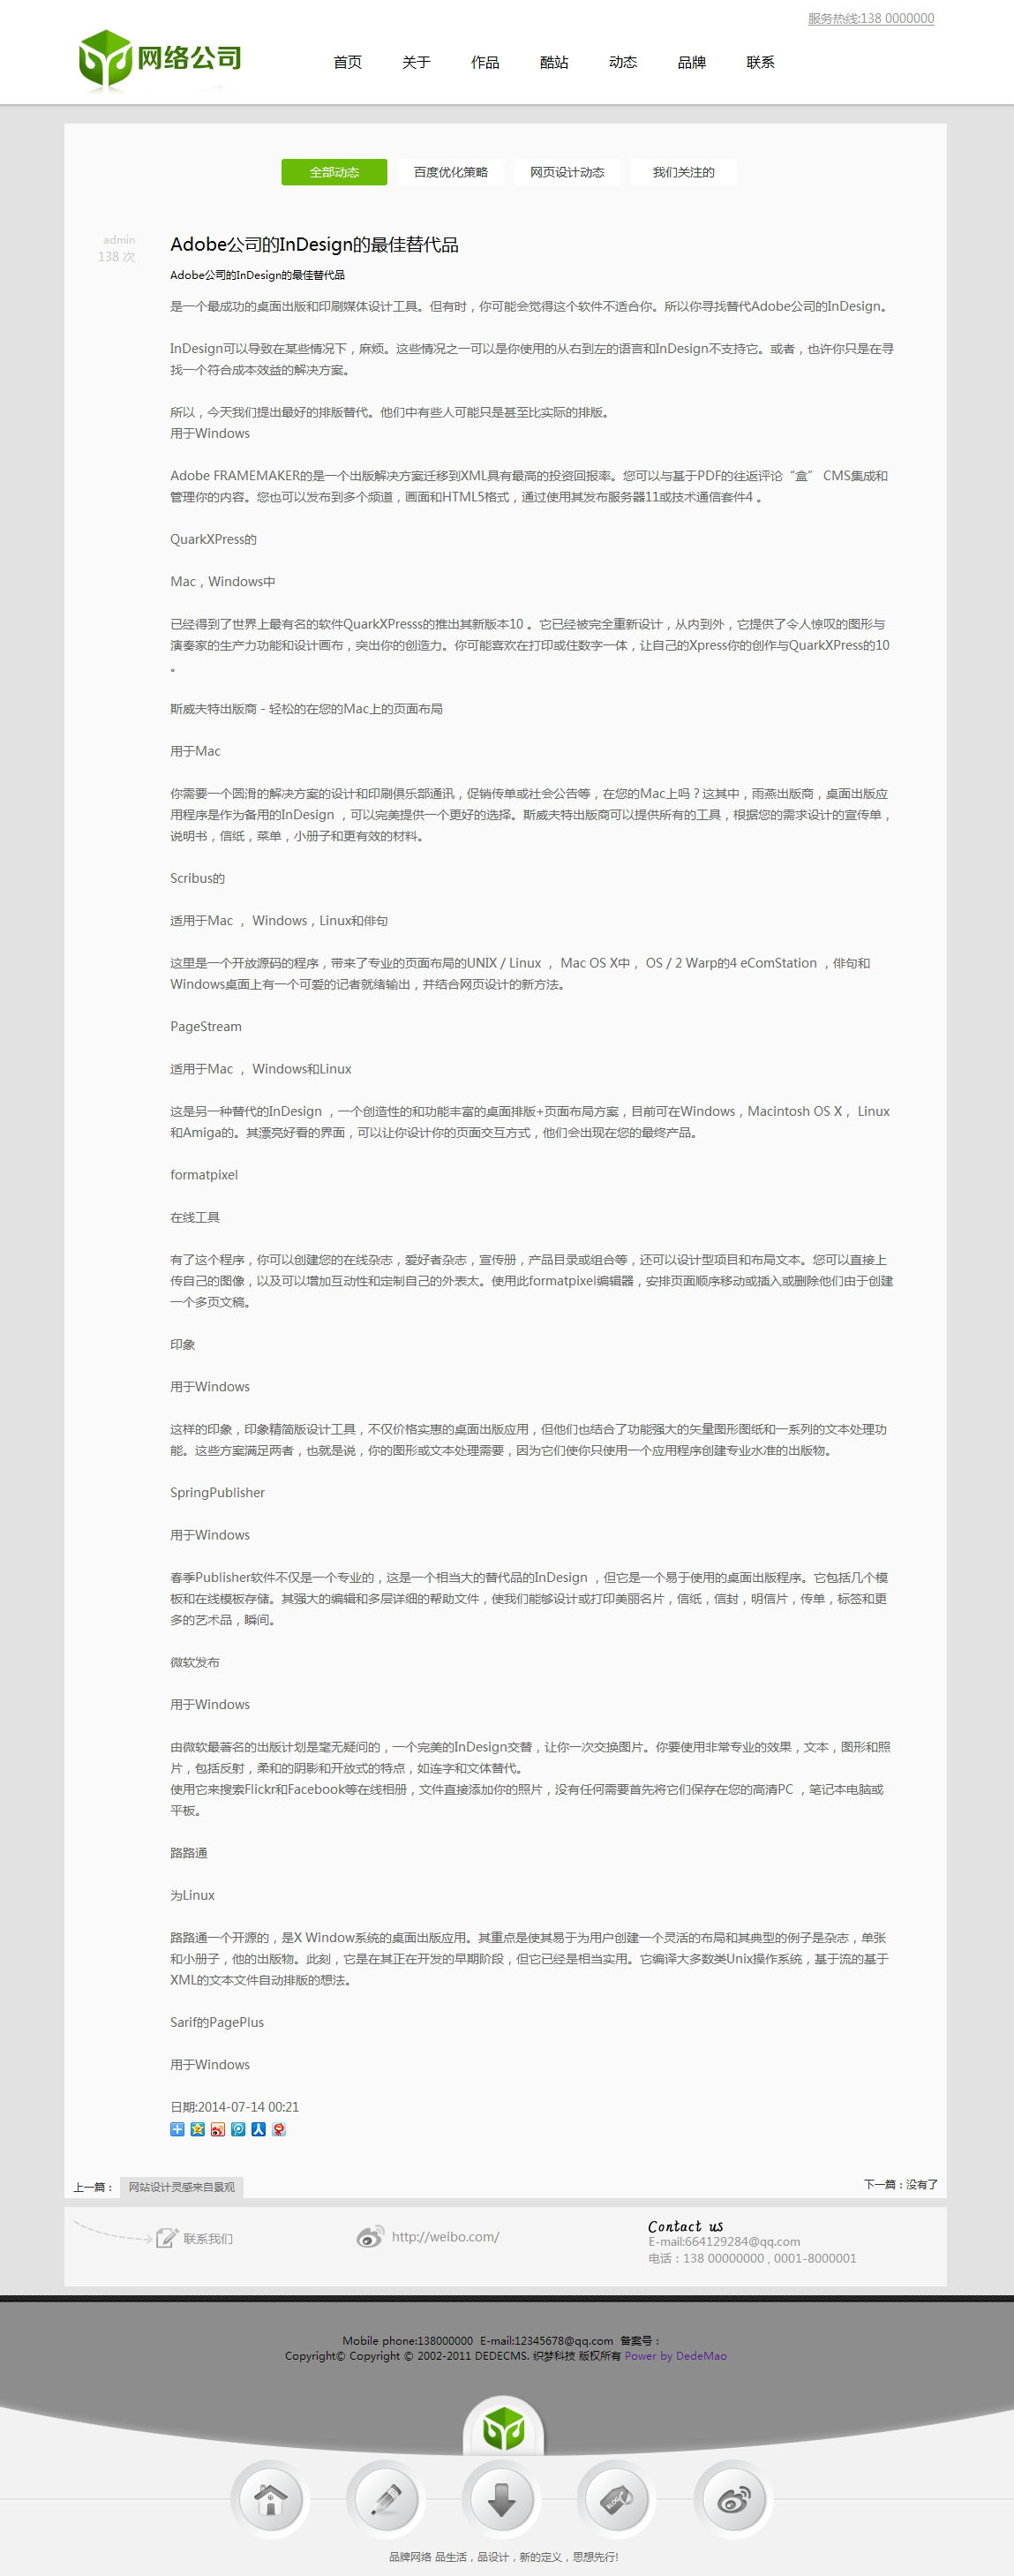 服务热线:138 0000000
网络公司
首页 关于 作品 酷站 动态 品牌 联系
全部动态 百度优化策略 网页设计动态 我们关注的
admin
138 次
Adobe公司的InDesign的最佳替代品
Adobe公司的InDesign的最佳替代品
是一个最成功的桌面出版和印刷媒体设计工具。但有时，你可能会觉得这个软件不适合你。所以你寻找替代Adobe公司的InDesign。
InDesign可以导致在某些情况下，麻烦。这些情况之一可以是你使用的从右到左的语言和InDesign不支持它。或者，也许你只是在寻
找一个符合成本效益的解决方案。
所以，今天我们提出最好的排版替代。他们中有些人可能只是甚至比实际的排版。
用于Windows
Adobe FRAMEMAKER的是一个出版解决方案迁移到XML具有最高的投资回报率。您可以与基于PDF的往返评论“盒” CMS集成和
管理你的内容。您也可以发布到多个频道，画面和HTML5格式，通过使用其发布服务器11或技术通信套件4 。
QuarkXPress的
Mac，Windows中
已经得到了世界上最有名的软件QuarkXPresss的推出其新版本10 。它已经被完全重新设计，从内到外，它提供了令人惊叹的图形与
演奏家的生产力功能和设计画布，突出你的创造力。你可能喜欢在打印或住数字一体，让自己的Xpress你的创作与QuarkXPress的10
。
斯威夫特出版商 - 轻松的在您的Mac上的页面布局
用于Mac
你需要一个圆滑的解决方案的设计和印刷俱乐部通讯，促销传单或社会公告等，在您的Mac上吗？这其中，雨燕出版商，桌面出版应
用程序是作为备用的InDesign ，可以完美提供一个更好的选择。斯威夫特出版商可以提供所有的工具，根据您的需求设计的宣传单，
说明书，信纸，菜单，小册子和更有效的材料。
Scribus的
适用于Mac ， Windows，Linux和俳句
这里是一个开放源码的程序，带来了专业的页面布局的UNIX / Linux ， Mac OS X中， OS / 2 Warp的4 eComStation ，俳句和
Windows桌面上有一个可爱的记者就绪输出，并结合网页设计的新方法。
PageStream
适用于Mac ， Windows和Linux
这是另一种替代的InDesign ，一个创造性的和功能丰富的桌面排版+页面布局方案，目前可在Windows，Macintosh OS X， Linux
和Amiga的。其漂亮好看的界面，可以让你设计你的页面交互方式，他们会出现在您的最终产品。
formatpixel
在线工具
有了这个程序，你可以创建您的在线杂志，爱好者杂志，宣传册，产品目录或组合等，还可以设计型项目和布局文本。您可以直接上
传自己的图像，以及可以增加互动性和定制自己的外表太。使用此formatpixel编辑器，安排页面顺序移动或插入或删除他们由于创建
一个多页文稿。
印象
用于Windows
这样的印象，印象精简版设计工具，不仅价格实惠的桌面出版应用，但他们也结合了功能强大的矢量图形图纸和一系列的文本处理功
能。这些方案满足两者，也就是说，你的图形或文本处理需要，因为它们使你只使用一个应用程序创建专业水准的出版物。
SpringPublisher
用于Windows
春季Publisher软件不仅是一个专业的，这是一个相当大的替代品的InDesign ，但它是一个易于使用的桌面出版程序。它包括几个模
板和在线模板存储。其强大的编辑和多层详细的帮助文件，使我们能够设计或打印美丽名片，信纸，信封，明信片，传单，标签和更
多的艺术品，瞬间。
微软发布
用于Windows
由微软最著名的出版计划是毫无疑问的，一个完美的InDesign交替，让你一次交换图片。你要使用非常专业的效果，文本，图形和照
片，包括反射，柔和的阴影和开放式的特点，如连字和文体替代。
使用它来搜索Flickr和Facebook等在线相册，文件直接添加你的照片，没有任何需要首先将它们保存在您的高清PC ，笔记本电脑或
平板。
路路通
为Linux
路路通一个开源的，是X Window系统的桌面出版应用。其重点是使其易于为用户创建一个灵活的布局和其典型的例子是杂志，单张
和小册子，他的出版物。此刻，它是在其正在开发的早期阶段，但它已经是相当实用。它编译大多数类Unix操作系统，基于流的基于
XML的文本文件自动排版的想法。
Sarif的PagePlus
用于Windows
日期:2014-07-14 00:21
上一篇： 网站设计灵感来自景观 下一篇：没有了
联系我们 http://weibo.com/ Contact us
E-mail:664129284@qq.com
电话：138 00000000 , 0001-8000001
Mobile phone:138000000 E-mail:12345678@qq.com 备案号：
Copyright© Copyright © 2002-2011 DEDECMS. 织梦科技 版权所有 Power by DedeMao
BLOG
品牌网络 品生活，品设计，新的定义，思想先行!